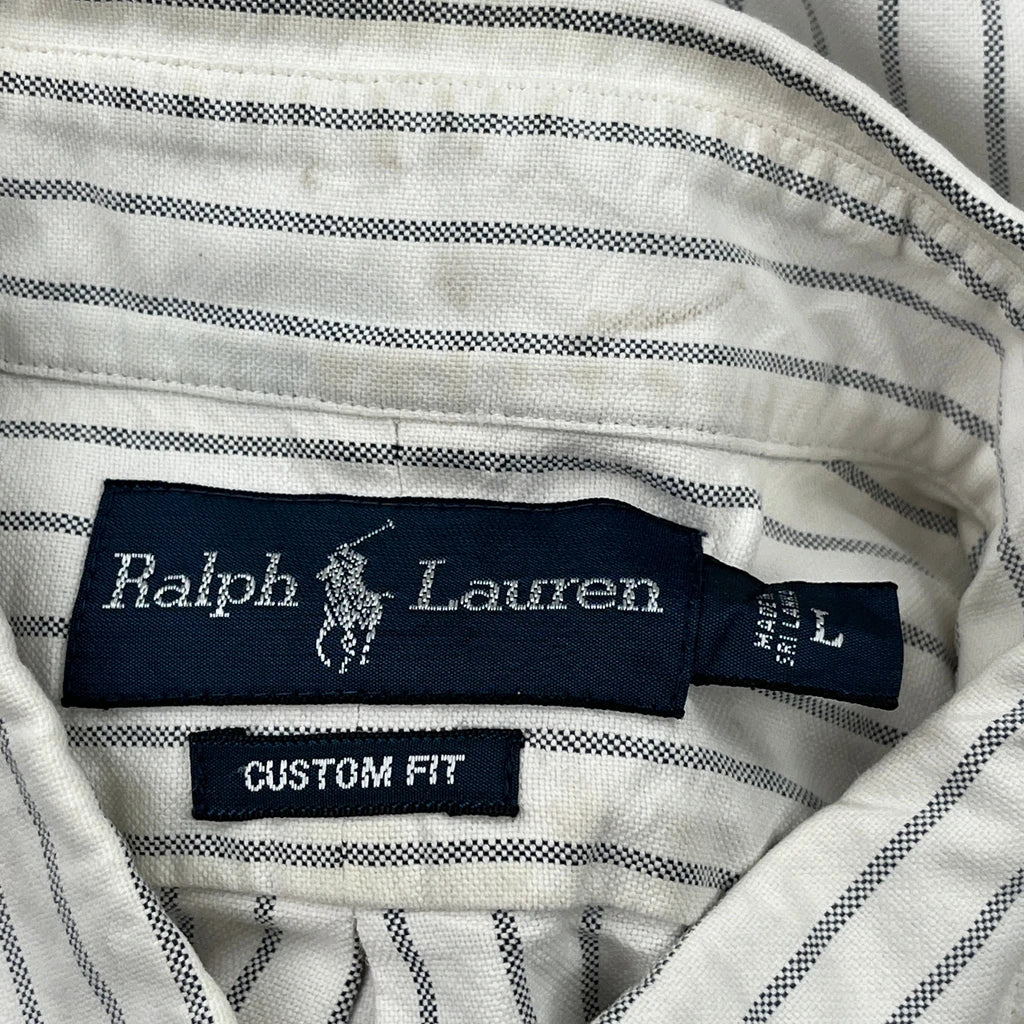 Ralph Lauren
MADE IN
SRI LANKA
L
CUSTOM FIT